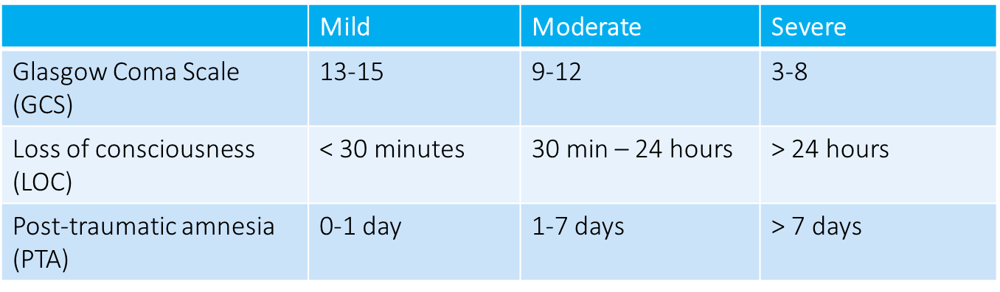 Mild Moderate Severe
Glasgow Coma Scale 13-15 9-12 3-8
(GCS)
Loss of consciousness < 30 minutes 30 min – 24 hours > 24 hours
(LOC)
Post-traumatic amnesia 0-1 day 1-7 days > 7 days
(PTA)